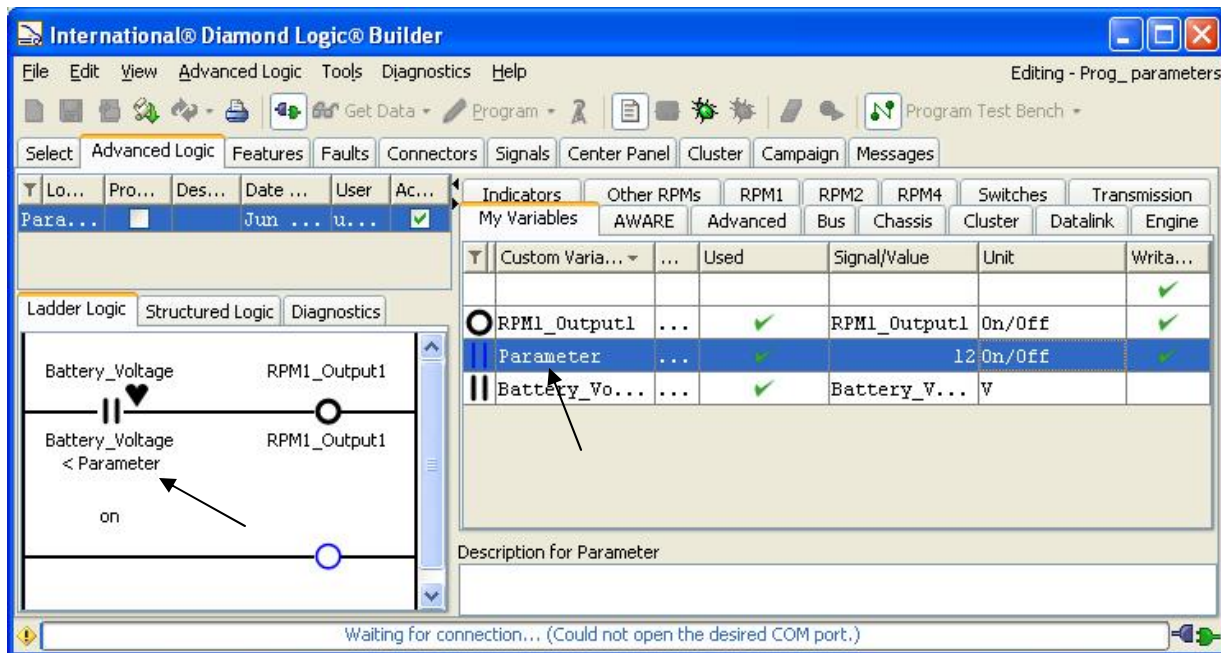 International® Diamond Logic® Builder
File Edit View Advanced Logic Tools Diagnostics Help
Editing - Prog_ parameters
Get Data Program Program Test Bench
Select Advanced Logic Features Faults Connectors Signals Center Panel Cluster Campaign Messages
Lo... Pro... Des... Date ... User Ac...
Para... Jun ... u...
Ladder Logic Structured Logic Diagnostics
Battery_Voltage RPM1_Output1
Battery_Voltage RPM1_Output1
< Parameter
on
Indicators Other RPMs RPM1 RPM2 RPM4 Switches Transmission
My Variables AWARE Advanced Bus Chassis Cluster Datalink Engine
Custom Varia... ... Used Signal/Value Unit Writa...
RPM1_Output1 ... RPM1_Output1 On/Off
Parameter ... 12 On/Off
Battery_Vo... ... Battery_V... V
Description for Parameter
Waiting for connection... (Could not open the desired COM port.)